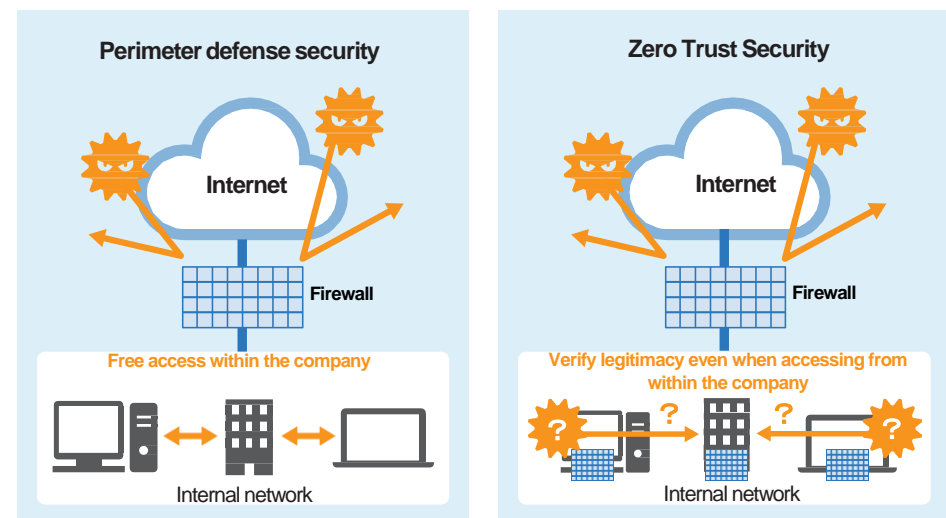 Perimeter defense security
Internet
Firewall
Free access within the company
Internal network
Zero Trust Security
Internet
Firewall
Verify legitimacy even when accessing from
within the company
?
?
?
?
Internal network